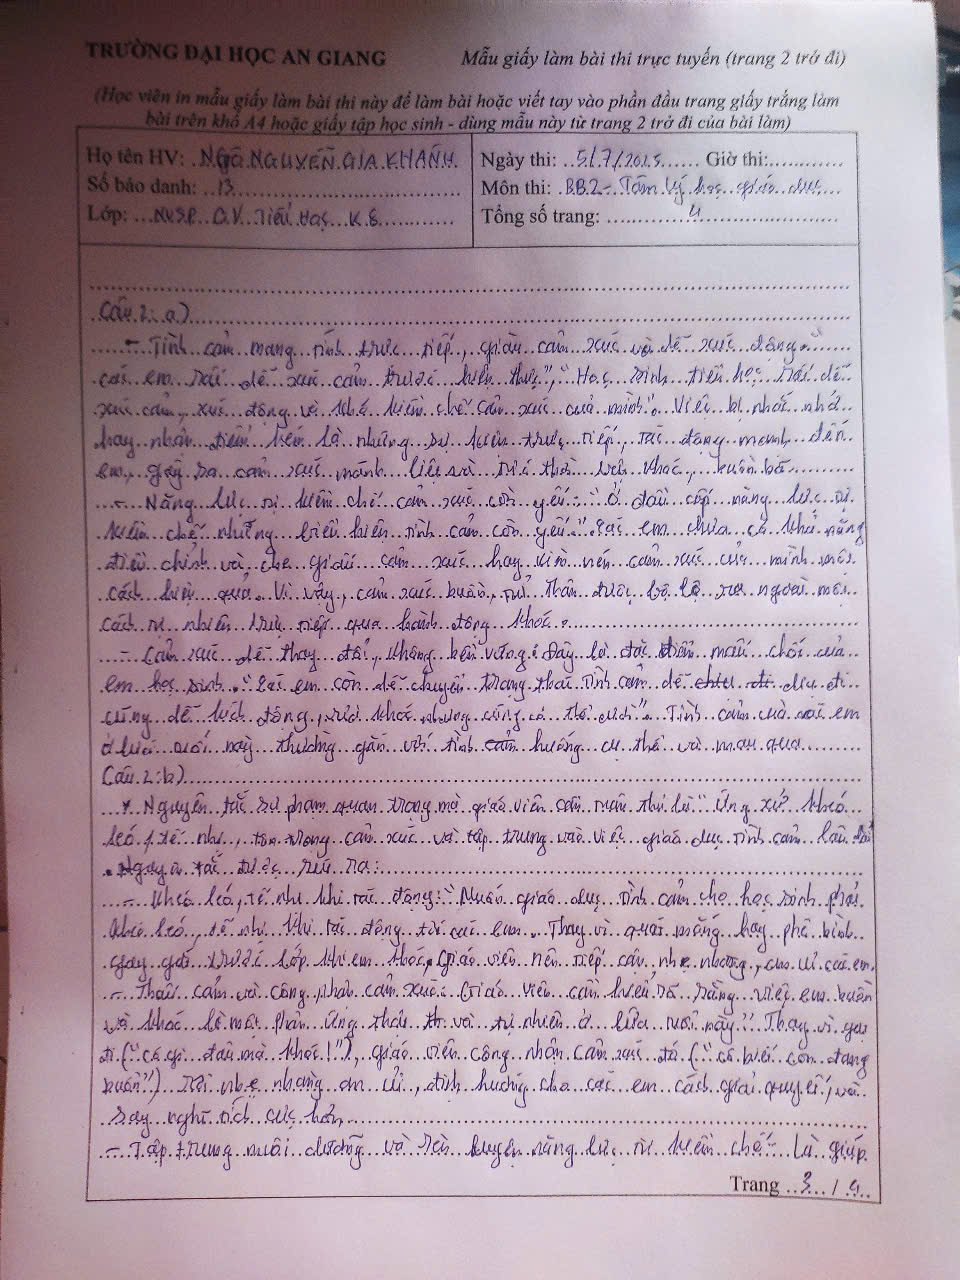 TRƯỜNG ĐẠI HỌC AN GIANG Mẫu giấy làm bài thi trực tuyến (trang 2 trở đi)
(Học viên in mẫu giấy làm bài thi này để làm bài hoặc viết tay vào phần đầu trang giấy trắng làm
bài trên khổ A4 hoặc giấy tập học sinh - dùng mẫu này từ trang 2 trở đi của bài làm)
Họ tên HV: NGÔ NGUYỄN GIA KHÁNH
Số báo danh: 13
Lớp: NVSP G.V Tiểu Học K.8
Ngày thi: 5/7/2025 Giờ thi:
Môn thi: BB2 - Tâm lý học giáo dục
Tổng số trang: 4
Câu 2: a)
- Tình cảm mang tính trực tiếp, giàu cảm xúc và dễ xúc động: "
các em rất dễ xúc cảm trước hiện thực", "Học sinh tiểu học rất dễ
xúc cảm, xúc động và khó kiềm chế cảm xúc của mình". Việc bị nhắc nhở
hay nhận điểm kém là những sự kiện trực tiếp, tác động mạnh đến
em, gây ra cảm xúc mãnh liệt và tức thời khóc, buồn bã
- Năng lực tự kiềm chế cảm xúc còn yếu: "ở đầu cấp năng lực tự
kiềm chế những biểu hiện tình cảm còn yếu". Các em chưa có khả năng
điều chỉnh và che giấu cảm xúc hay kìm nén cảm xúc của mình một
cách hiệu quả. Vì vậy, cảm xúc buồn, thân được bộ lộ ra ngoài một
cách tự nhiên trực tiếp qua hành động khóc.
- Cảm xúc dễ thay đổi, không bền vững: Đây là đặc điểm mấu chốt của
em học sinh. "Các em còn dễ chuyển trạng thái tình cảm dễ dịu đi
cũng dễ kích động, vừa khóc nhưng cũng có thể cười". Tình cảm của các em
ở lứa tuổi này thường gắn với tình huống cụ thể và mau qua
Câu 2: b)
* Nguyên tắc sư phạm quan trọng mà giáo viên cần tuân thủ là "Ứng xử khéo
léo, tế nhị, tôn trọng cảm xúc và tập trung vào việc giáo dục tình cảm lâu dài"
. Nguyên tắc được rút ra:
- Khéo léo, tế nhị khi tác động: "Muốn giáo dục tình cảm cho học sinh phải
khéo léo, tế nhị khi tác động tới các em". Thay vì quát mắng hay phê bình
gay gắt trước lớp khi em khóc, giáo viên nên tiếp cận nhẹ nhàng, an ủi các em.
- Thấu cảm và công nhận cảm xúc: Giáo viên cần hiểu rõ rằng việc em buồn
và khóc là một phản ứng thật và tự nhiên ở lứa tuổi này". Thay vì gạt
đi ("có gì đâu mà khóc!"), giáo viên công nhận cảm xúc đó ("cô biết con đang
buồn"). Rồi nhẹ nhàng an ủi, định hướng cho các em cách giải quyết, và
suy nghĩ tích cực hơn
- Tập trung nuôi dưỡng và rèn luyện năng lực tự kiềm chế: Là giúp
Trang 3 / 4